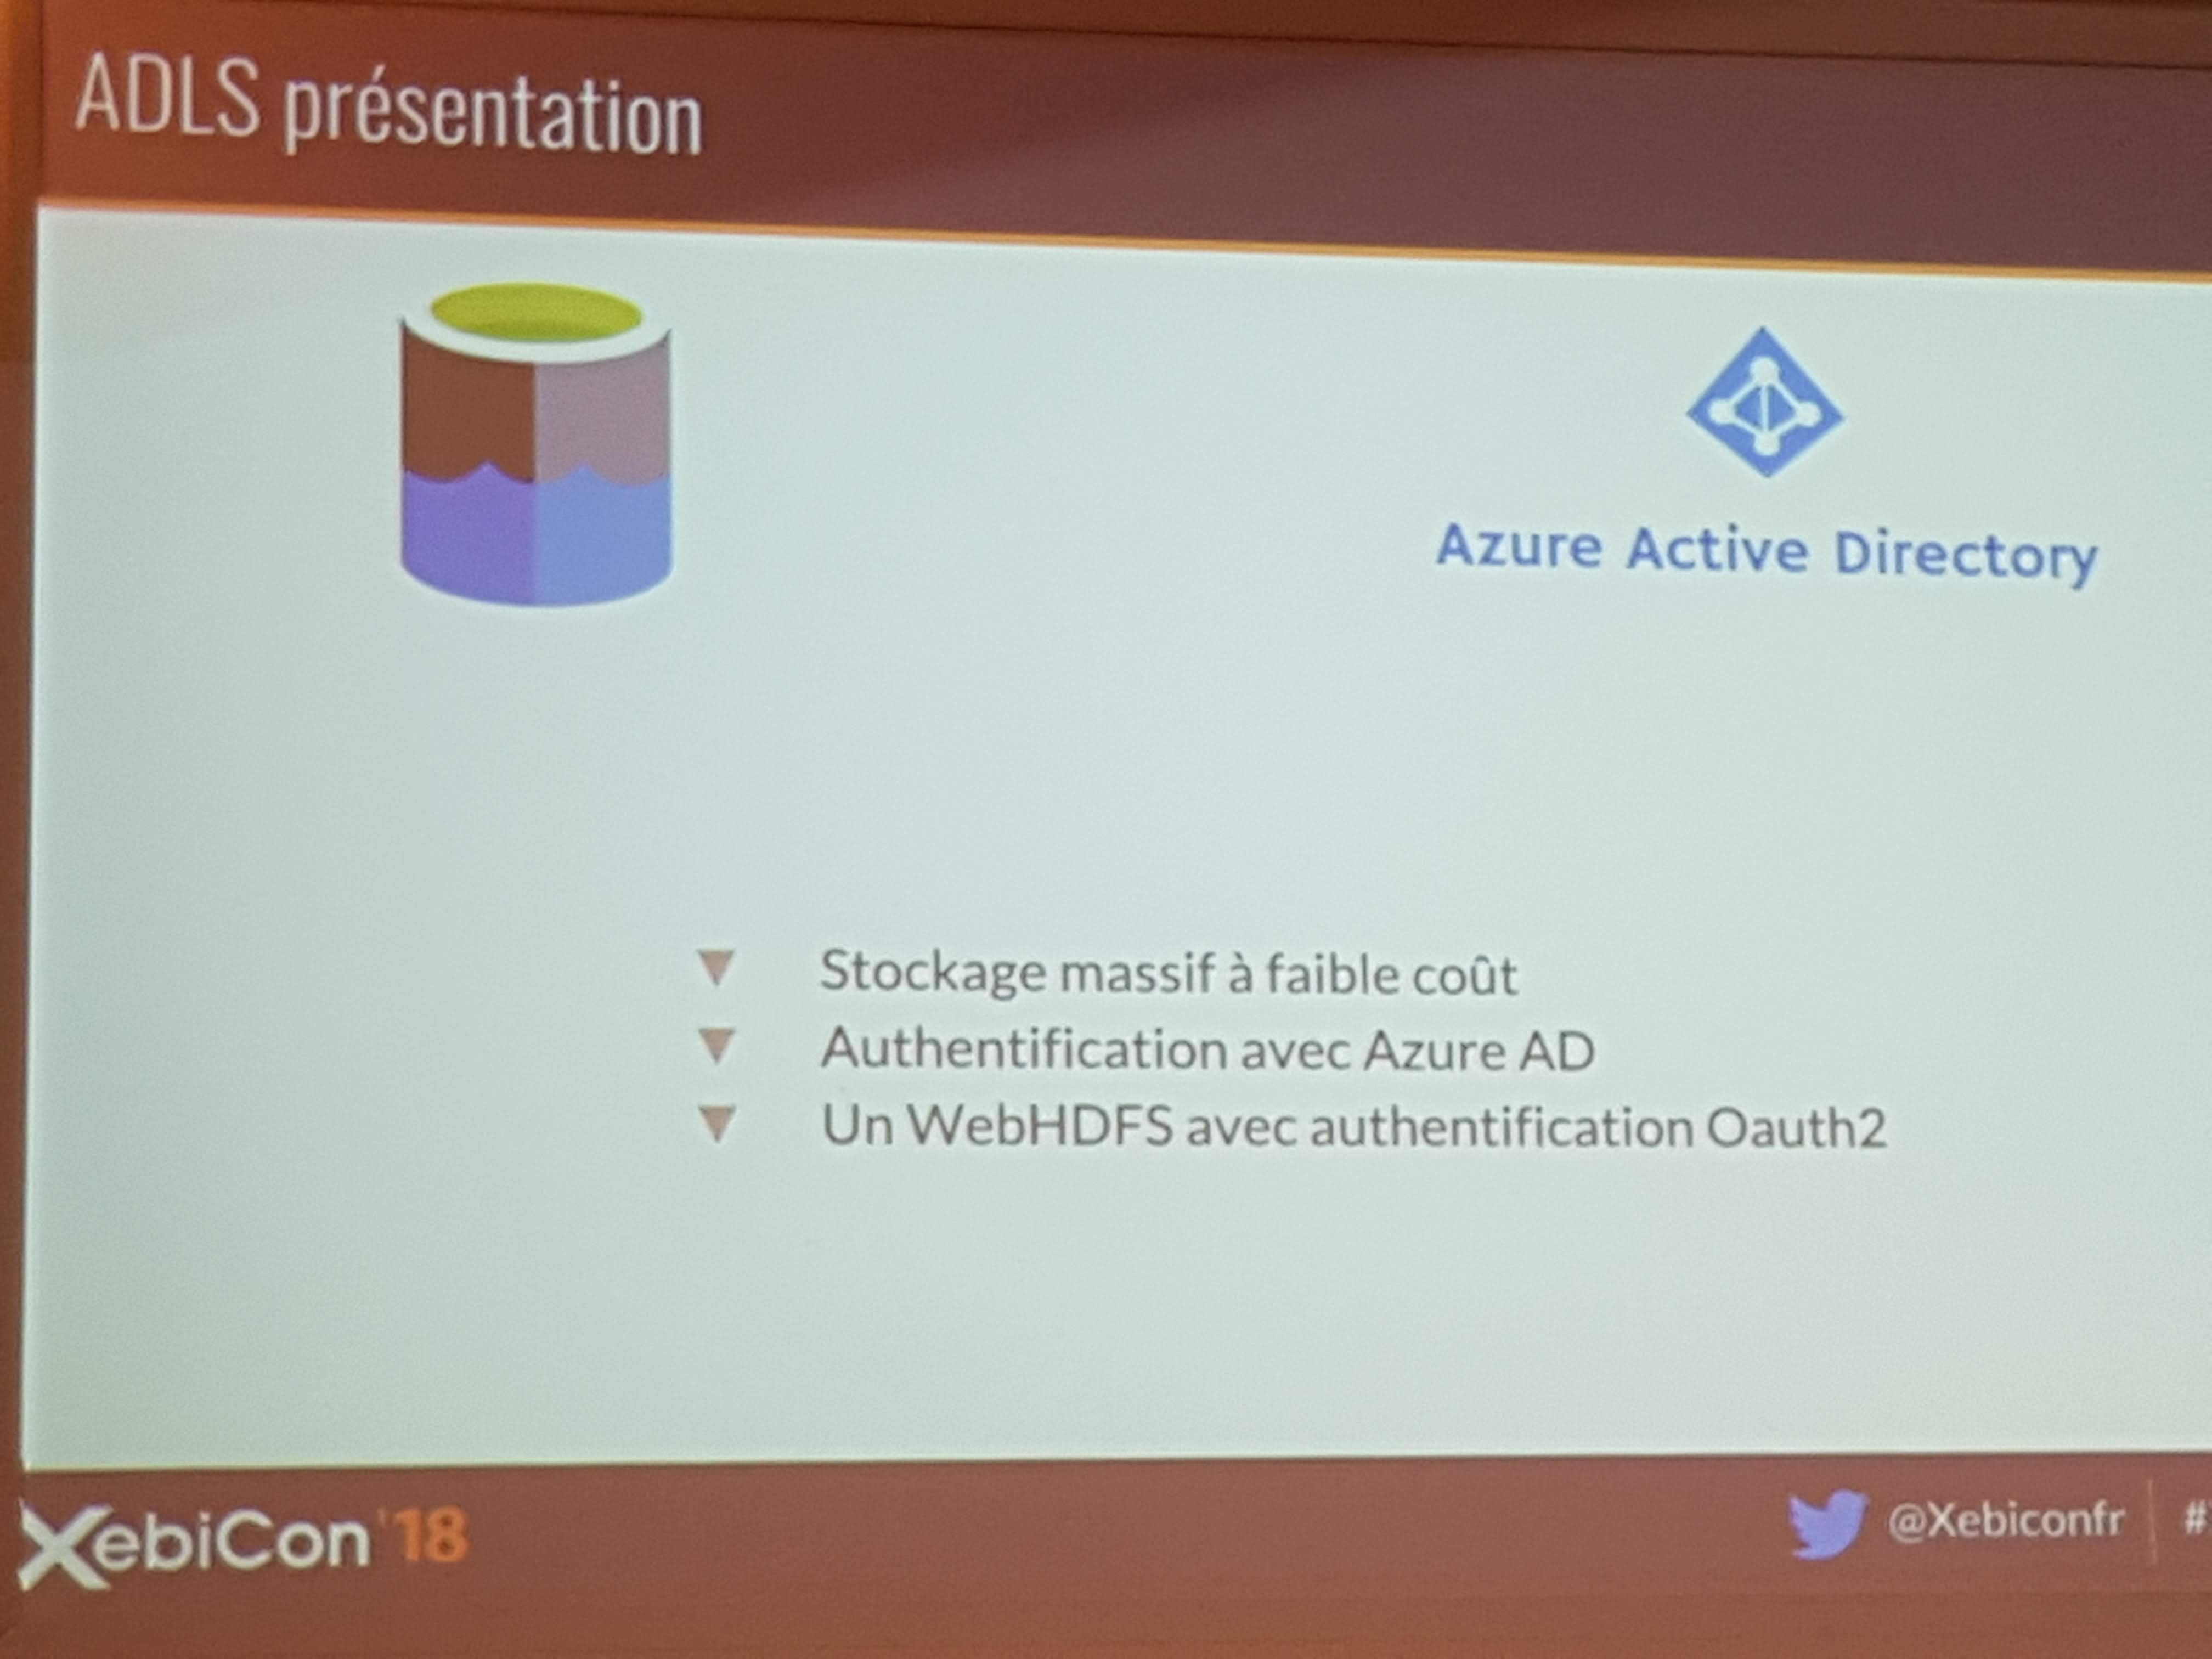 ADLS présentation
Azure Active Directory
Stockage massif à faible coût
Authentification avec Azure AD
Un WebHDFS avec authentification Oauth2
XebiCon'18
@Xebiconfr
#